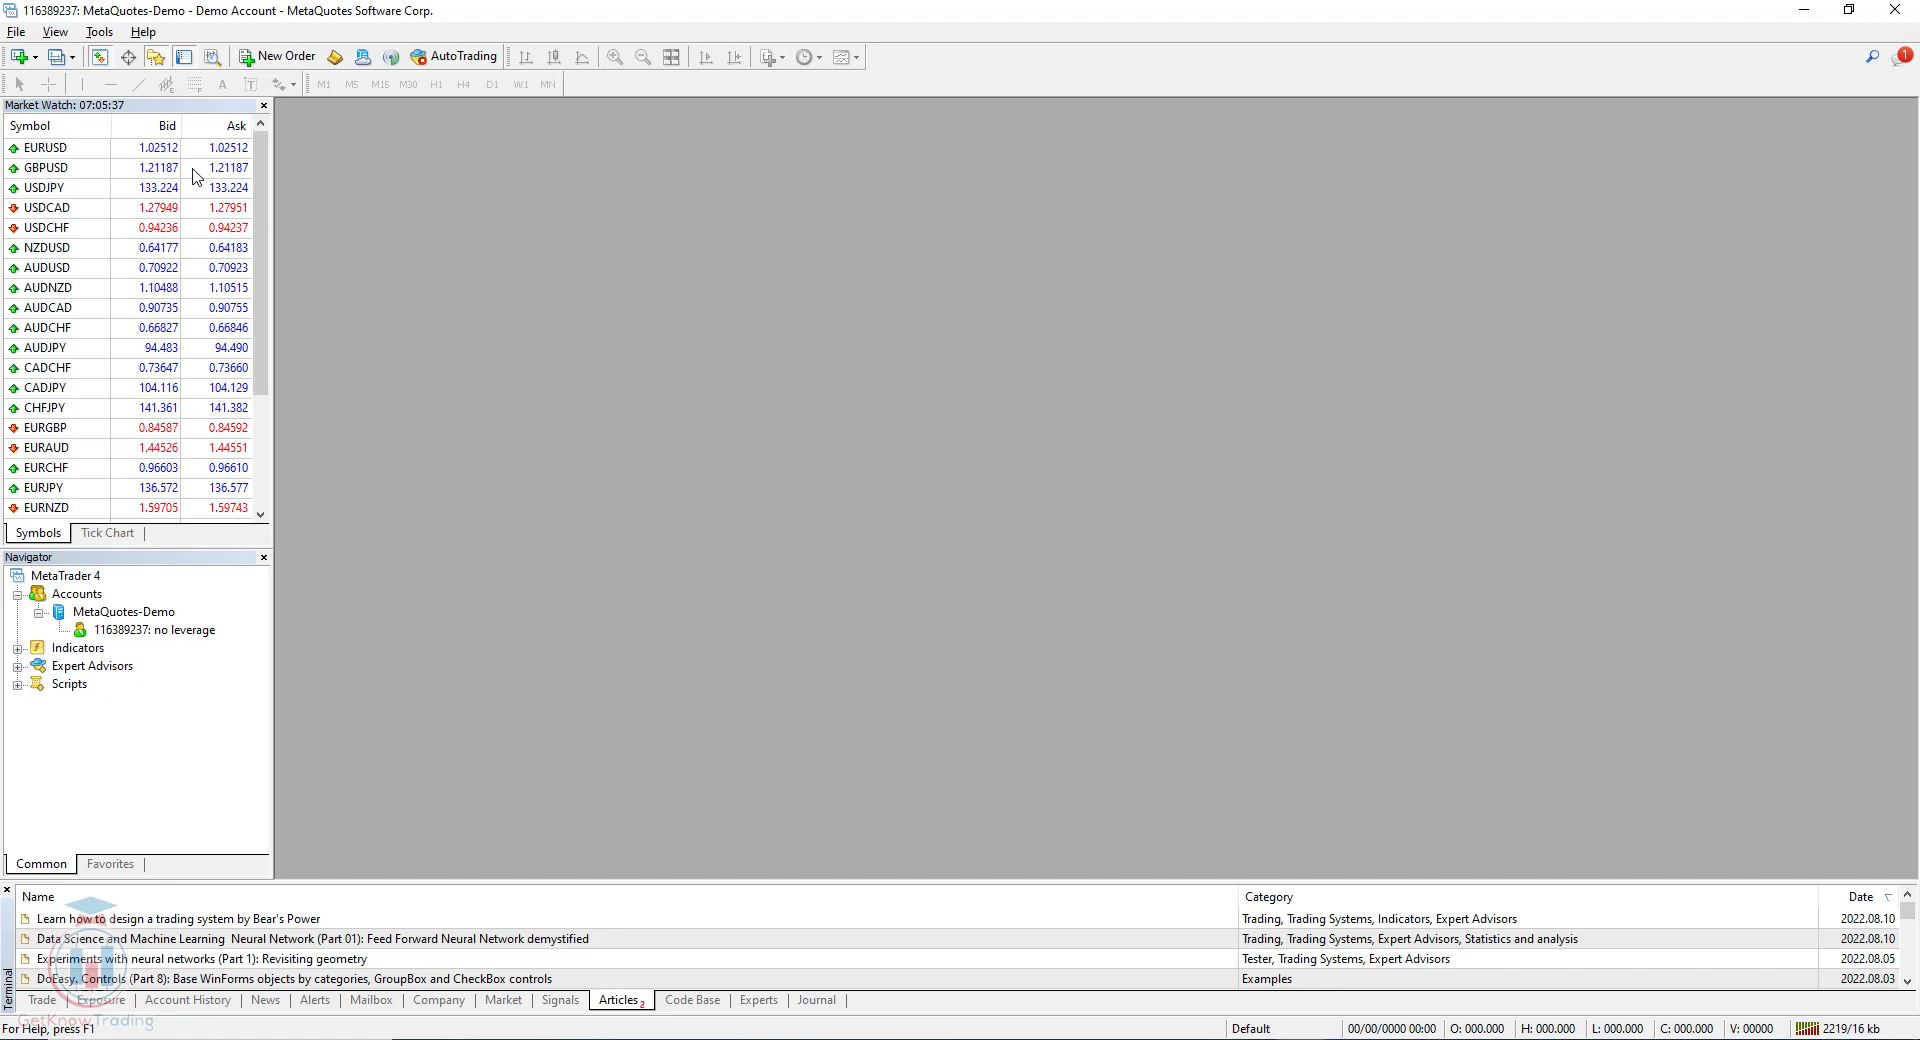 116389237: MetaQuotes-Demo - Demo Account - MetaQuotes Software Corp.
File View Tools Help
New Order AutoTrading 1
A T M1 M5 M15 M30 H1 H4 D1 W1 MN
Market Watch: 07:05:37
Symbol Bid Ask
EURUSD 1.02512 1.02512
GBPUSD 1.21187 1.21187
USDJPY 133.224 133.224
USDCAD 1.27949 1.27951
USDCHF 0.94236 0.94237
NZDUSD 0.64177 0.64183
AUDUSD 0.70922 0.70923
AUDNZD 1.10488 1.10515
AUDCAD 0.90735 0.90755
AUDCHF 0.66827 0.66846
AUDJPY 94.483 94.490
CADCHF 0.73647 0.73660
CADJPY 104.116 104.129
CHFJPY 141.361 141.382
EURGBP 0.84587 0.84592
EURAUD 1.44526 1.44551
EURCHF 0.96603 0.96610
EURJPY 136.572 136.577
EURNZD 1.59705 1.59743
Symbols Tick Chart
Navigator
MetaTrader 4
Accounts
MetaQuotes-Demo
116389237: no leverage
Indicators
Expert Advisors
Scripts
Common Favorites
Name Category Date
Learn how to design a trading system by Bear's Power Trading, Trading Systems, Indicators, Expert Advisors 2022.08.10
Data Science and Machine Learning Neural Network (Part 01): Feed Forward Neural Network demystified Trading, Trading Systems, Expert Advisors, Statistics and analysis 2022.08.10
Experiments with neural networks (Part 1): Revisiting geometry Tester, Trading Systems, Expert Advisors 2022.08.05
DoEasy. Controls (Part 8): Base WinForms objects by categories, GroupBox and CheckBox controls Examples 2022.08.03
Terminal
Trade Exposure Account History News Alerts Mailbox Company Market Signals Articles 2 Code Base Experts Journal
GetKnowTrading
For Help, press F1 Default 00/00/0000 00:00 O: 000.000 H: 000.000 L: 000.000 C: 000.000 V: 00000 2219/16 kb